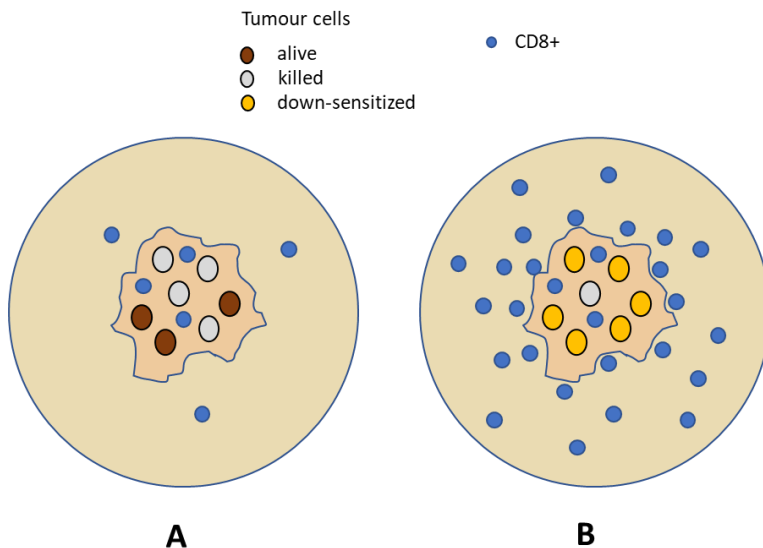 Tumour cells
alive
killed
down-sensitized
CD8+
A
B